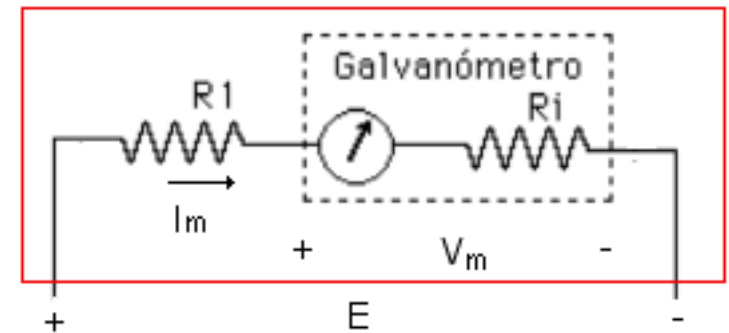 Galvanómetro
R1
Ri
Im
+ Vm -
+ E -